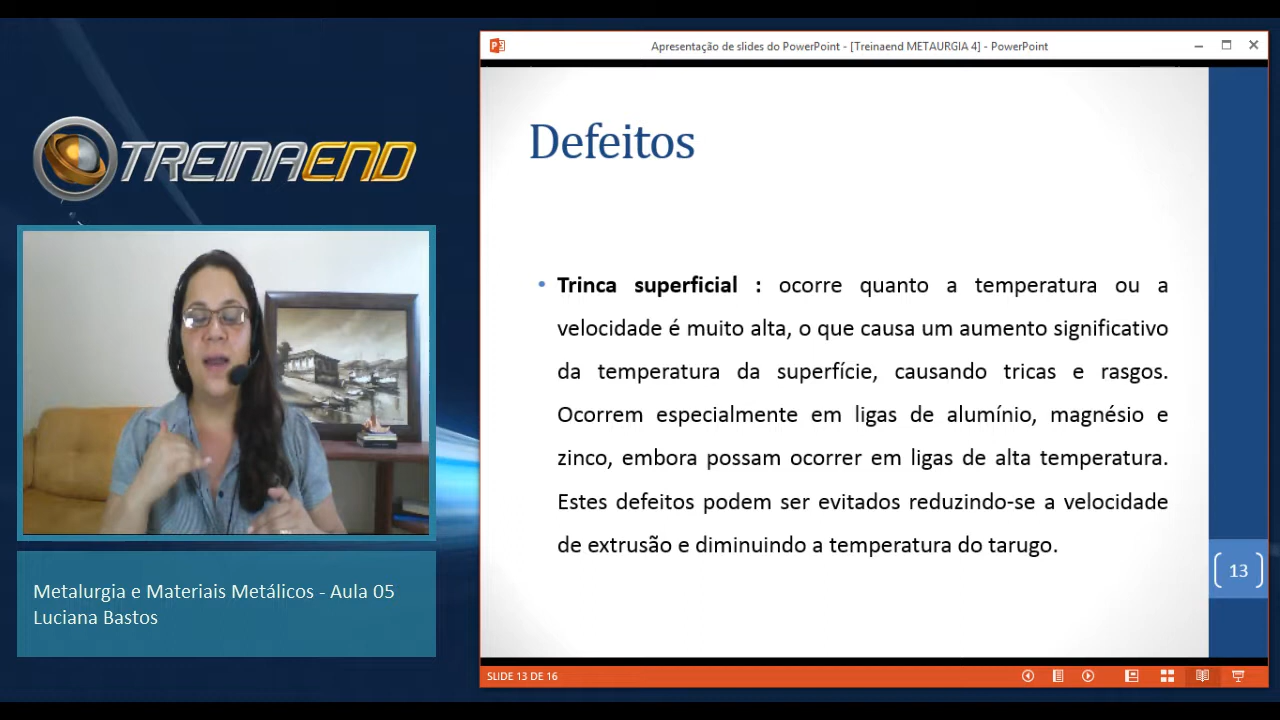 TREINAEND
Metalurgia e Materiais Metálicos - Aula 05
Luciana Bastos
Apresentação de slides do PowerPoint - [Treinaend METAURGIA 4] - PowerPoint
Defeitos
• Trinca superficial : ocorre quanto a temperatura ou a
velocidade é muito alta, o que causa um aumento significativo
da temperatura da superfície, causando tricas e rasgos.
Ocorrem especialmente em ligas de alumínio, magnésio e
zinco, embora possam ocorrer em ligas de alta temperatura.
Estes defeitos podem ser evitados reduzindo-se a velocidade
de extrusão e diminuindo a temperatura do tarugo.
13
SLIDE 13 DE 16